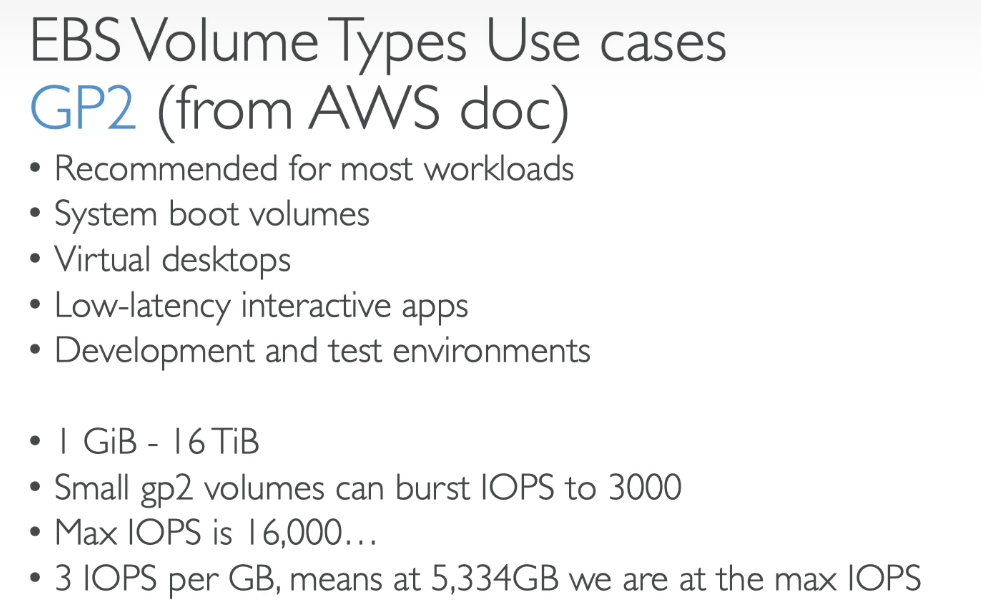 EBS Volume Types Use cases
GP2 (from AWS doc)
• Recommended for most workloads
• System boot volumes
• Virtual desktops
• Low-latency interactive apps
• Development and test environments
• 1 GiB - 16 TiB
• Small gp2 volumes can burst IOPS to 3000
• Max IOPS is 16,000…
• 3 IOPS per GB, means at 5,334GB we are at the max IOPS